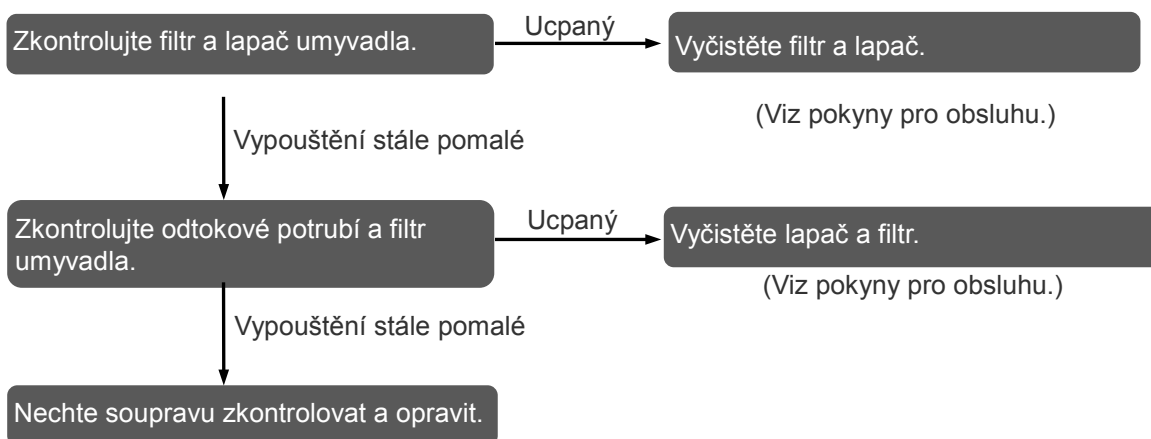 Zkontrolujte filtr a lapač umyvadla.
Ucpaný
Vyčistěte filtr a lapač.
(Viz pokyny pro obsluhu.)
Vypouštění stále pomalé
Zkontrolujte odtokové potrubí a filtr
umyvadla.
Ucpaný
Vyčistěte lapač a filtr.
(Viz pokyny pro obsluhu.)
Vypouštění stále pomalé
Nechte soupravu zkontrolovat a opravit.